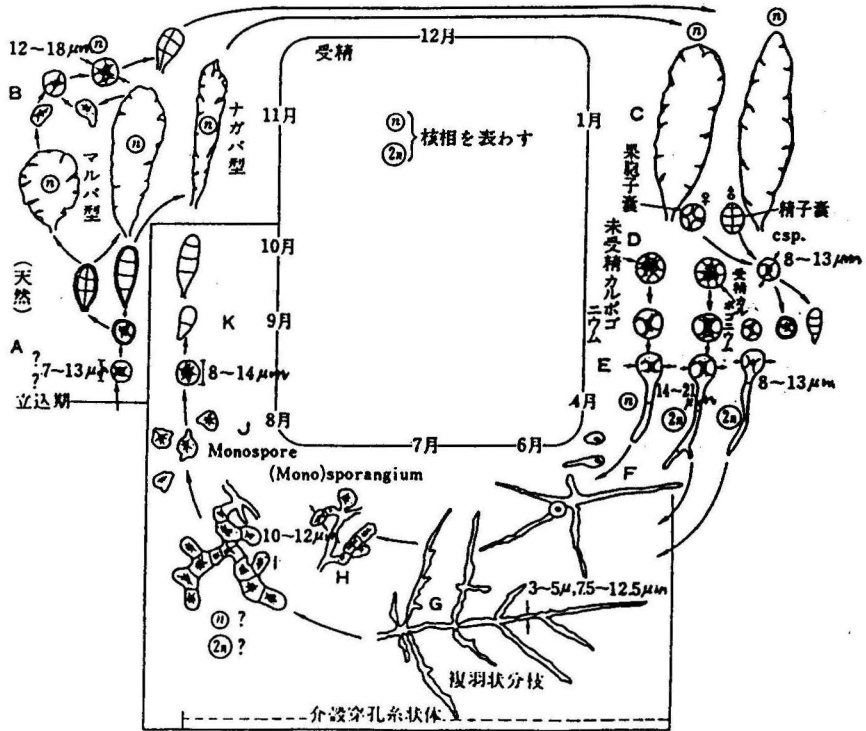 12~18μm
n
B
n
n
マルバ型
n
ナガバ型
受精
12月
11月
1月
n
2n
核相を表わす
n
n
C
果胞子嚢
♀
♂
精子嚢
csp.
8~13μm
D
未受精カルポゴニウム
受精カルポゴニウム
10月
(天然)
K
9月
A
?
?
7~13μ
8~14μm
立込期
E
n
14~21μm
2n
2n
8~13μm
4月
8月
J
7月
6月
Monospore
(Mono)sporangium
F
10~12μm
I
H
G
3~5μ,7.5~12.5μm
n ?
2n ?
複羽状分枝
介殻穿孔糸状体